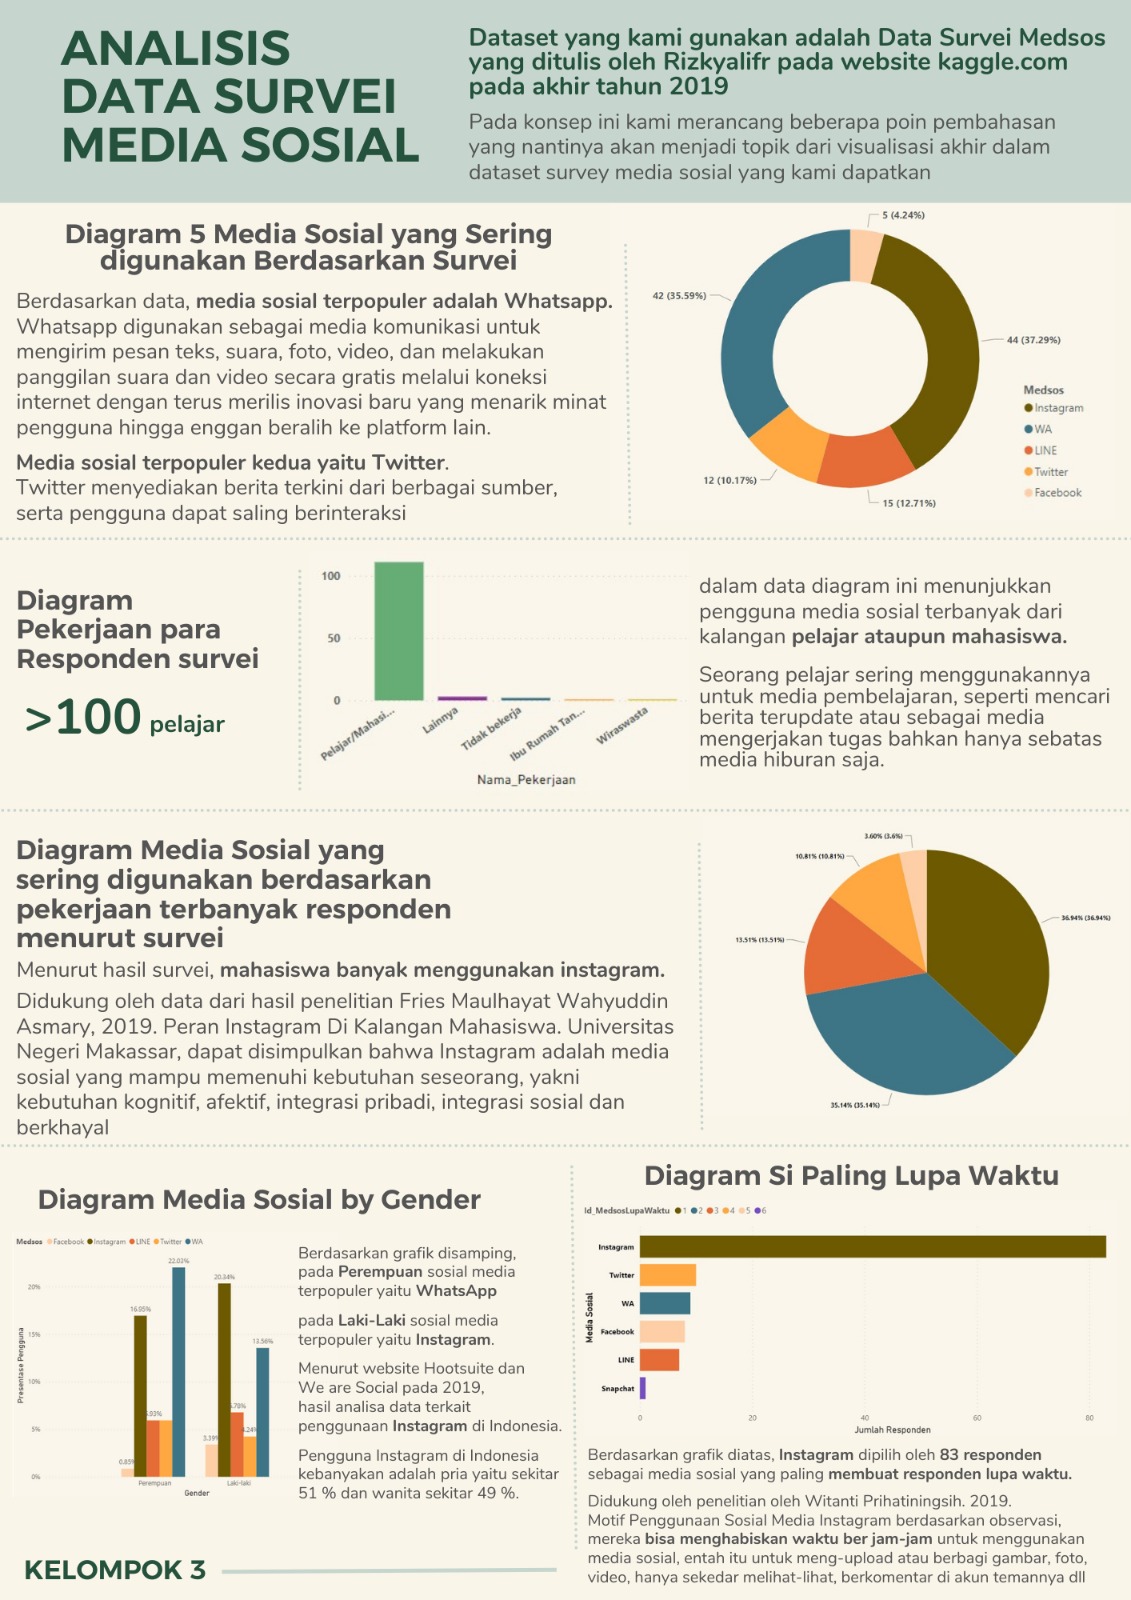 ANALISIS
DATA SURVEI
MEDIA SOSIAL
Dataset yang kami gunakan adalah Data Survei Medsos
yang ditulis oleh Rizkyalifr pada website kaggle.com
pada akhir tahun 2019
Pada konsep ini kami merancang beberapa poin pembahasan
yang nantinya akan menjadi topik dari visualisasi akhir dalam
dataset survey media sosial yang kami dapatkan
Diagram 5 Media Sosial yang Sering
digunakan Berdasarkan Survei
Berdasarkan data, media sosial terpopuler adalah Whatsapp.
Whatsapp digunakan sebagai media komunikasi untuk
mengirim pesan teks, suara, foto, video, dan melakukan
panggilan suara dan video secara gratis melalui koneksi
internet dengan terus merilis inovasi baru yang menarik minat
pengguna hingga enggan beralih ke platform lain.
Media sosial terpopuler kedua yaitu Twitter.
Twitter menyediakan berita terkini dari berbagai sumber,
serta pengguna dapat saling berinteraksi
5 (4.24%)
42 (35.59%)
44 (37.29%)
12 (10.17%)
15 (12.71%)
Medsos
Instagram
WA
LINE
Twitter
Facebook
Diagram
Pekerjaan para
Responden survei
>100 pelajar
100
50
0
Pelajar/Mahasi...
Lainnya
Tidak bekerja
Ibu Rumah Tan...
Wiraswasta
Nama_Pekerjaan
dalam data diagram ini menunjukkan
pengguna media sosial terbanyak dari
kalangan pelajar ataupun mahasiswa.
Seorang pelajar sering menggunakannya
untuk media pembelajaran, seperti mencari
berita terupdate atau sebagai media
mengerjakan tugas bahkan hanya sebatas
media hiburan saja.
Diagram Media Sosial yang
sering digunakan berdasarkan
pekerjaan terbanyak responden
menurut survei
Menurut hasil survei, mahasiswa banyak menggunakan instagram.
Didukung oleh data dari hasil penelitian Fries Maulhayat Wahyuddin
Asmary, 2019. Peran Instagram Di Kalangan Mahasiswa. Universitas
Negeri Makassar, dapat disimpulkan bahwa Instagram adalah media
sosial yang mampu memenuhi kebutuhan seseorang, yakni
kebutuhan kognitif, afektif, integrasi pribadi, integrasi sosial dan
berkhayal
3.60% (3.6%)
10.81% (10.81%)
36.94% (36.94%)
13.51% (13.51%)
35.14% (35.14%)
Diagram Media Sosial by Gender
Medsos Facebook Instagram LINE Twitter WA
22.03%
20.34%
16.95%
13.56%
5.93%
6.78%
4.24%
3.39%
0.85%
20%
15%
10%
5%
0%
Presentase Pengguna
Perempuan
Laki-laki
Gender
Berdasarkan grafik disamping,
pada Perempuan sosial media
terpopuler yaitu WhatsApp
pada Laki-Laki sosial media
terpopuler yaitu Instagram.
Menurut website Hootsuite dan
We are Social pada 2019,
hasil analisa data terkait
penggunaan Instagram di Indonesia.
Pengguna Instagram di Indonesia
kebanyakan adalah pria yaitu sekitar
51 % dan wanita sekitar 49 %.
KELOMPOK 3
Diagram Si Paling Lupa Waktu
Id_MedsosLupaWaktu 1 2 3 4 5 6
Media Sosial
Instagram
Twitter
WA
Facebook
LINE
Snapchat
0 20 40 60 80
Jumlah Responden
Berdasarkan grafik diatas, Instagram dipilih oleh 83 responden
sebagai media sosial yang paling membuat responden lupa waktu.
Didukung oleh penelitian oleh Witanti Prihatiningsih. 2019.
Motif Penggunaan Sosial Media Instagram berdasarkan observasi,
mereka bisa menghabiskan waktu ber jam-jam untuk menggunakan
media sosial, entah itu untuk meng-upload atau berbagi gambar, foto,
video, hanya sekedar melihat-lihat, berkomentar di akun temannya dll